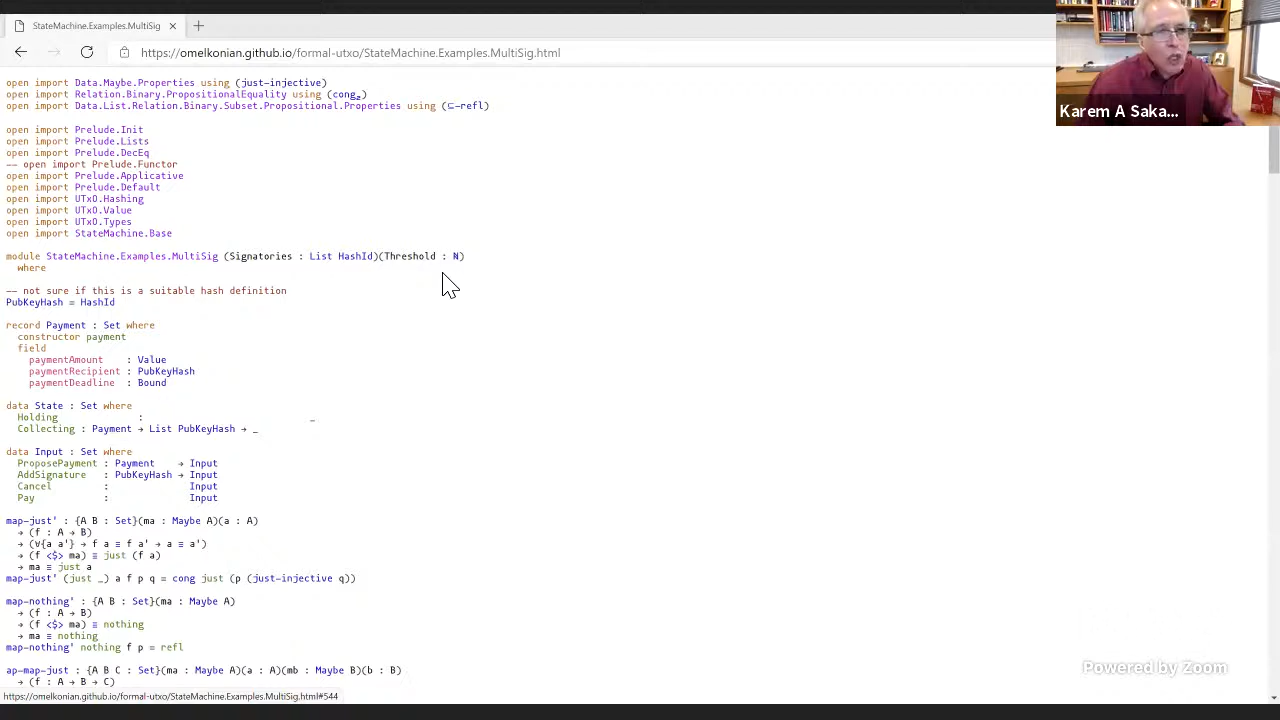 StateMachine.Examples.MultiSig
https://omelkonian.github.io/formal-utxo/StateMachine.Examples.MultiSig.html
Karem A Saka...
open import Data.Maybe.Properties using (just-injective)
open import Relation.Binary.PropositionalEquality using (cong₂)
open import Data.List.Relation.Binary.Subset.Propositional.Properties using (⊆-refl)
open import Prelude.Init
open import Prelude.Lists
open import Prelude.DecEq
-- open import Prelude.Functor
open import Prelude.Applicative
open import Prelude.Default
open import UTxO.Hashing
open import UTxO.Value
open import UTxO.Types
open import StateMachine.Base
module StateMachine.Examples.MultiSig (Signatories : List HashId)(Threshold : ℕ)
where
-- not sure if this is a suitable hash definition
PubKeyHash = HashId
record Payment : Set where
constructor payment
field
paymentAmount : Value
paymentRecipient : PubKeyHash
paymentDeadline : Bound
data State : Set where
Holding : _
Collecting : Payment → List PubKeyHash → _
data Input : Set where
ProposePayment : Payment → Input
AddSignature : PubKeyHash → Input
Cancel : Input
Pay : Input
map-just' : {A B : Set}(ma : Maybe A)(a : A)
→ (f : A → B)
→ (∀{a a'} → f a ≡ f a' → a ≡ a')
→ (f <$> ma) ≡ just (f a)
→ ma ≡ just a
map-just' (just _) a f p q = cong just (p (just-injective q))
map-nothing' : {A B : Set}(ma : Maybe A)
→ (f : A → B)
→ (f <$> ma) ≡ nothing
→ ma ≡ nothing
map-nothing' nothing f p = refl
ap-map-just : {A B C : Set}(ma : Maybe A)(a : A)(mb : Maybe B)(b : B)
→ (f : A → B → C)
https://omelkonian.github.io/formal-utxo/StateMachine.Examples.MultiSig.html#544
Powered by Zoom